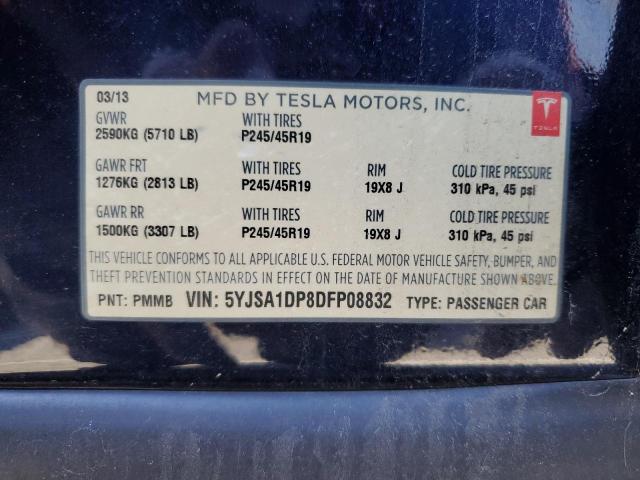 03/13 MFD BY TESLA MOTORS, INC.
GVWR WITH TIRES
2590KG (5710 LB) P245/45R19
TESLA
GAWR FRT WITH TIRES RIM COLD TIRE PRESSURE
1276KG (2813 LB) P245/45R19 19X8 J 310 kPa, 45 psi
GAWR RR WITH TIRES RIM COLD TIRE PRESSURE
1500KG (3307 LB) P245/45R19 19X8 J 310 kPa, 45 psi
THIS VEHICLE CONFORMS TO ALL APPLICABLE U.S. FEDERAL MOTOR VEHICLE SAFETY, BUMPER, AND
THEFT PREVENTION STANDARDS IN EFFECT ON THE DATE OF MANUFACTURE SHOWN ABOVE.
PNT: PMMB VIN: 5YJSA1DP8DFP08832 TYPE: PASSENGER CAR